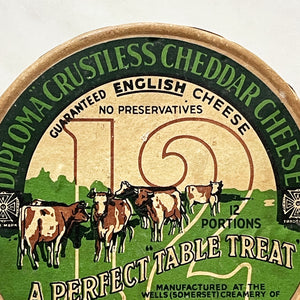 DIPLOMA CRUSTLESS CHEDDAR CHEESE
GUARANTEED ENGLISH CHEESE
NO PRESERVATIVES
12
12
PORTIONS
"A PERFECT TABLE TREAT
MANUFACTURED AT THE
WELLS (SOMERSET) CREAMERY OF